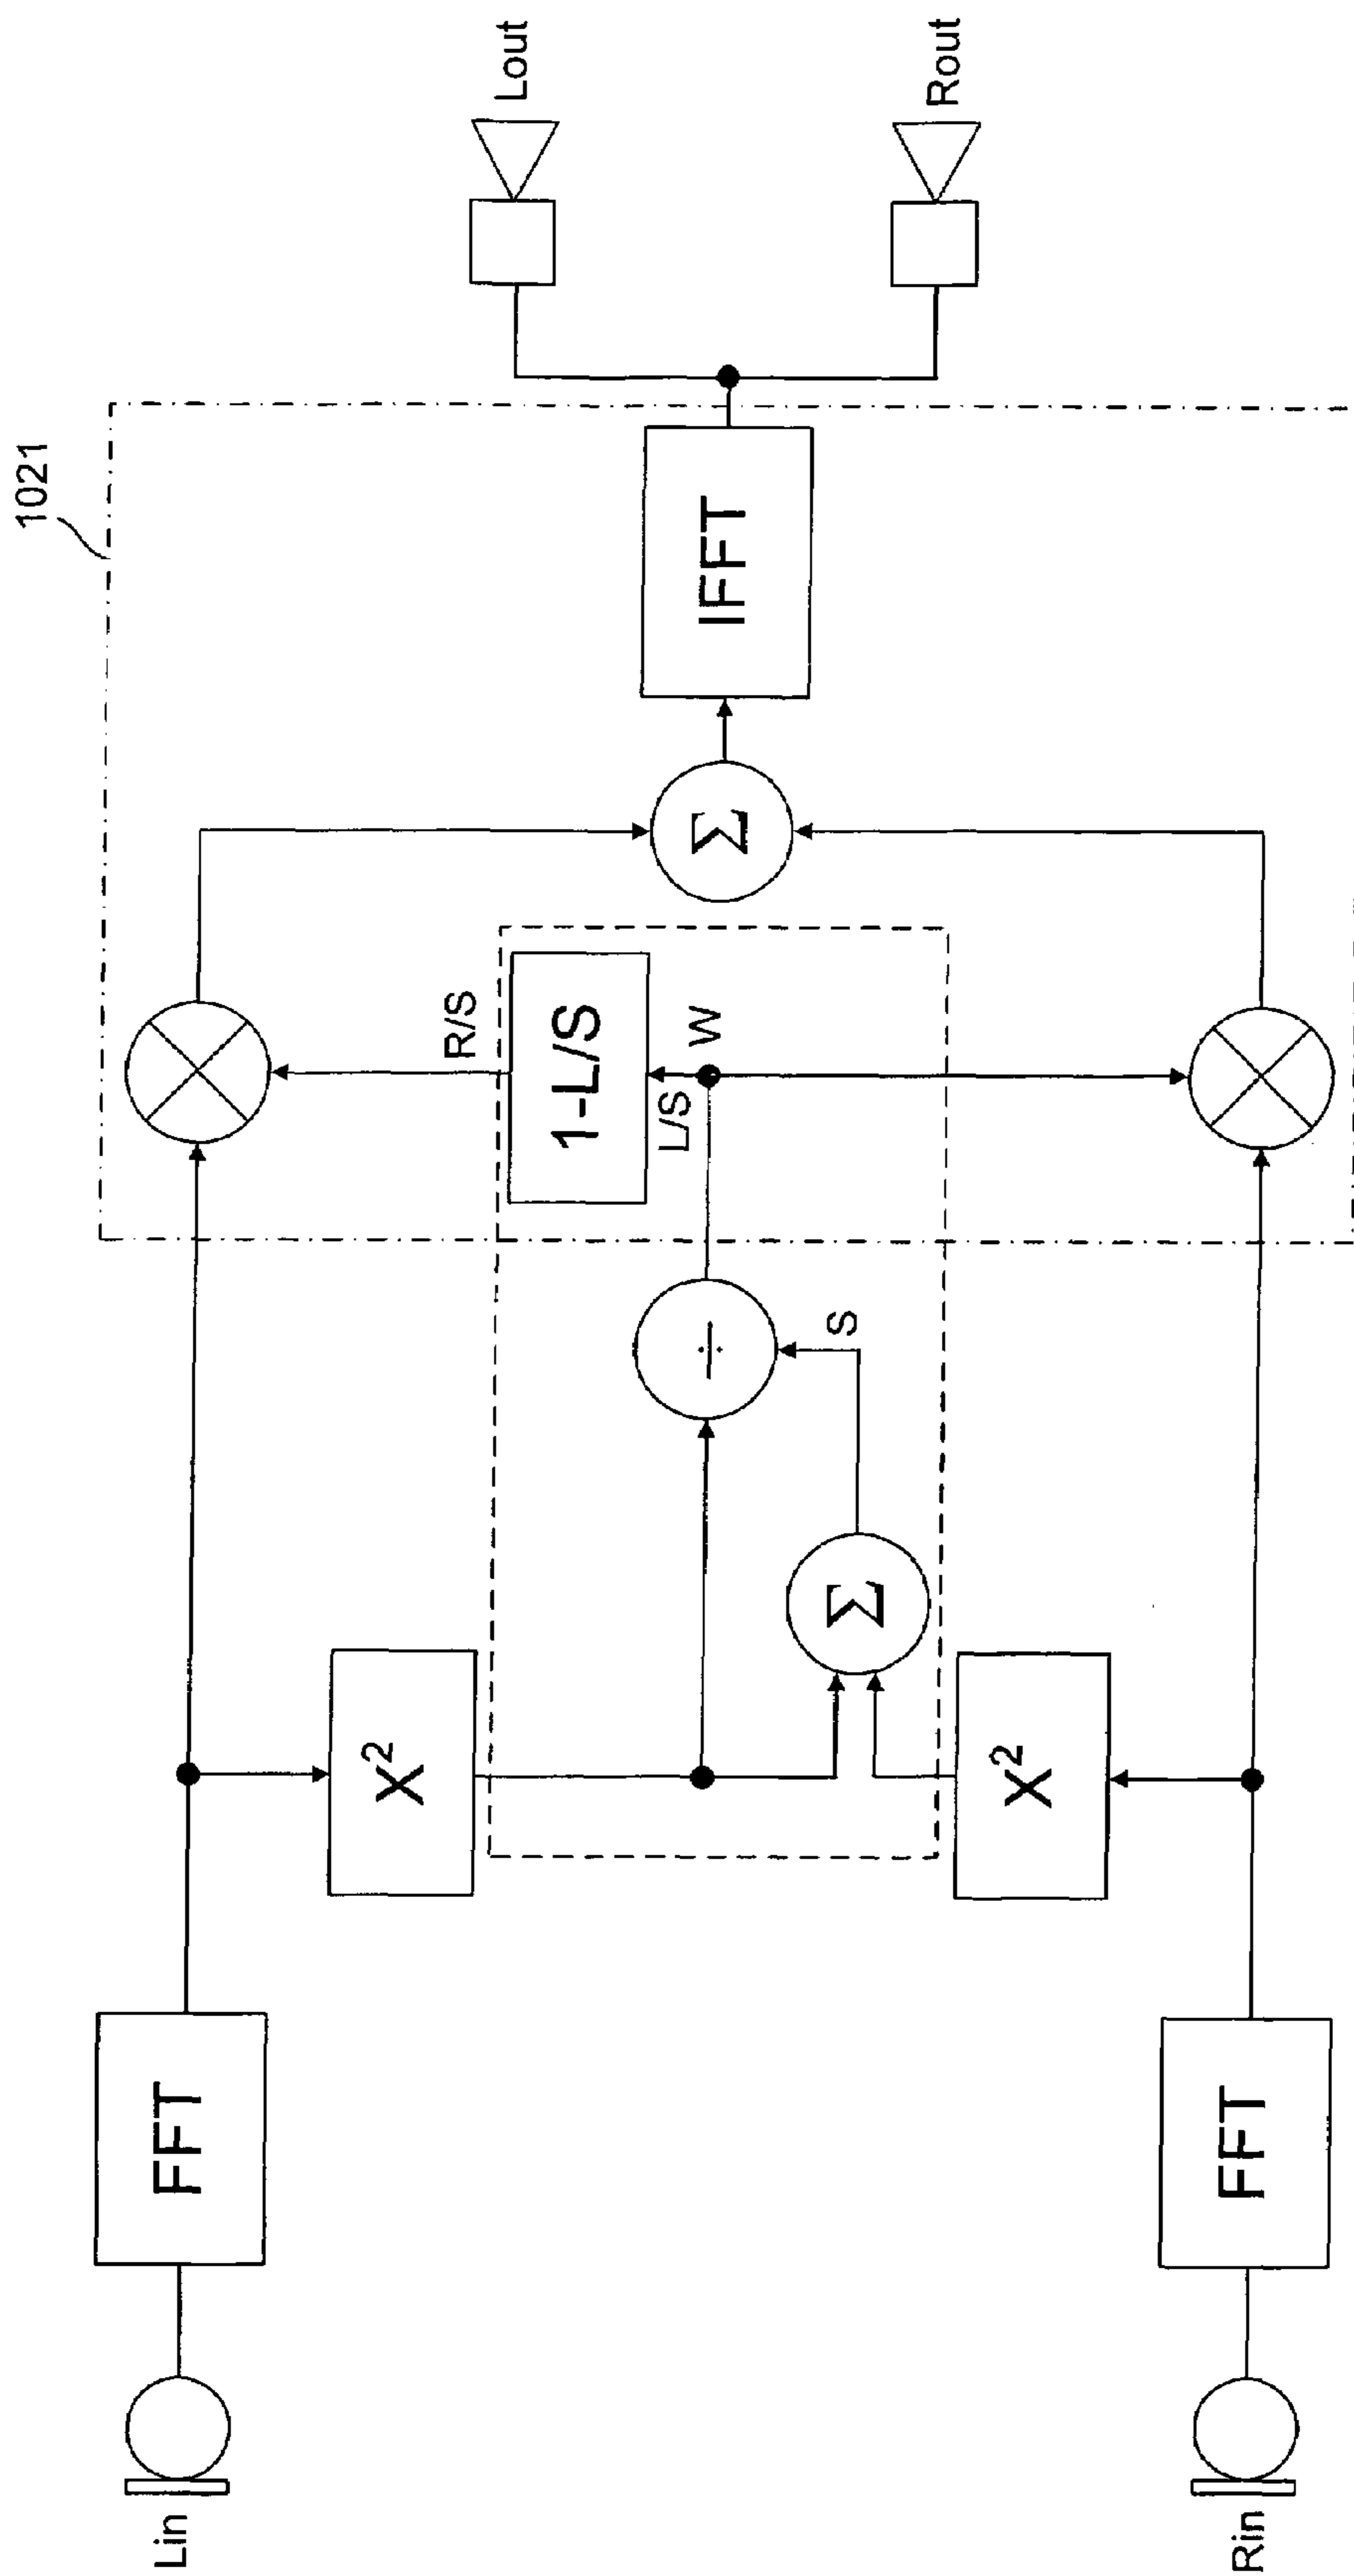 1021
Lin
FFT
X²
R/S
1-L/S
L/S
W
÷
S
Σ
Σ
IFFT
Lout
Rout
X²
FFT
Rin